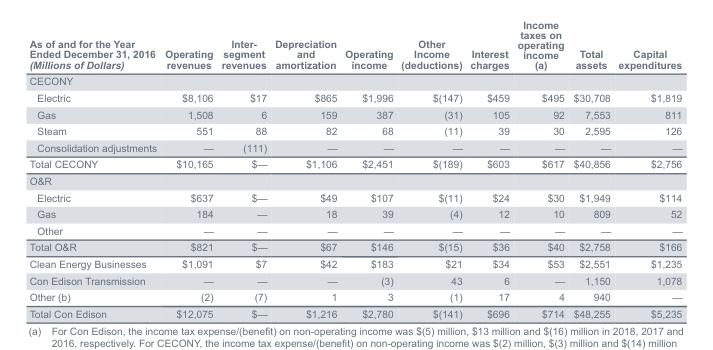 As of and for the Year Ended December 31, 2016 (Millions of Dollars) Operating revenues Inter-segment revenues Depreciation and amortization Operating income Other Income (deductions) Interest charges Income taxes on operating income (a) Total assets Capital expenditures
CECONY
Electric $8,106 $17 $865 $1,996 $(147) $459 $495 $30,708 $1,819
Gas 1,508 6 159 387 (31) 105 92 7,553 811
Steam 551 88 82 68 (11) 39 30 2,595 126
Consolidation adjustments — (111) — — — — — — —
Total CECONY $10,165 $— $1,106 $2,451 $(189) $603 $617 $40,856 $2,756
O&R
Electric $637 $— $49 $107 $(11) $24 $30 $1,949 $114
Gas 184 — 18 39 (4) 12 10 809 52
Other — — — — — — — — —
Total O&R $821 $— $67 $146 $(15) $36 $40 $2,758 $166
Clean Energy Businesses $1,091 $7 $42 $183 $21 $34 $53 $2,551 $1,235
Con Edison Transmission — — — (3) 43 6 — 1,150 1,078
Other (b) (2) (7) 1 3 (1) 17 4 940 —
Total Con Edison $12,075 $— $1,216 $2,780 $(141) $696 $714 $48,255 $5,235
(a) For Con Edison, the income tax expense/(benefit) on non-operating income was $(5) million, $13 million and $(16) million in 2018, 2017 and
2016, respectively. For CECONY, the income tax expense/(benefit) on non-operating income was $(2) million, $(3) million and $(14) million